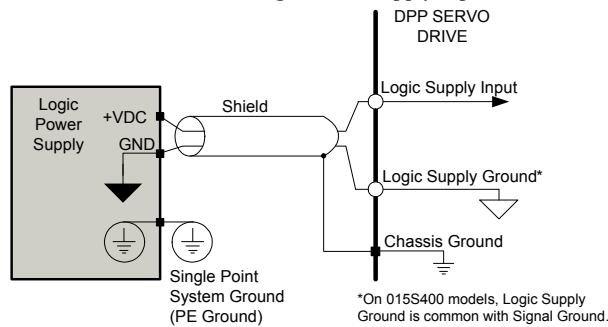 DPP SERVO
DRIVE
Logic Supply Input
Logic
Power
Supply
+VDC
GND
Shield
Logic Supply Ground*
Chassis Ground
Single Point
System Ground
(PE Ground)
*On 015S400 models, Logic Supply
Ground is common with Signal Ground.